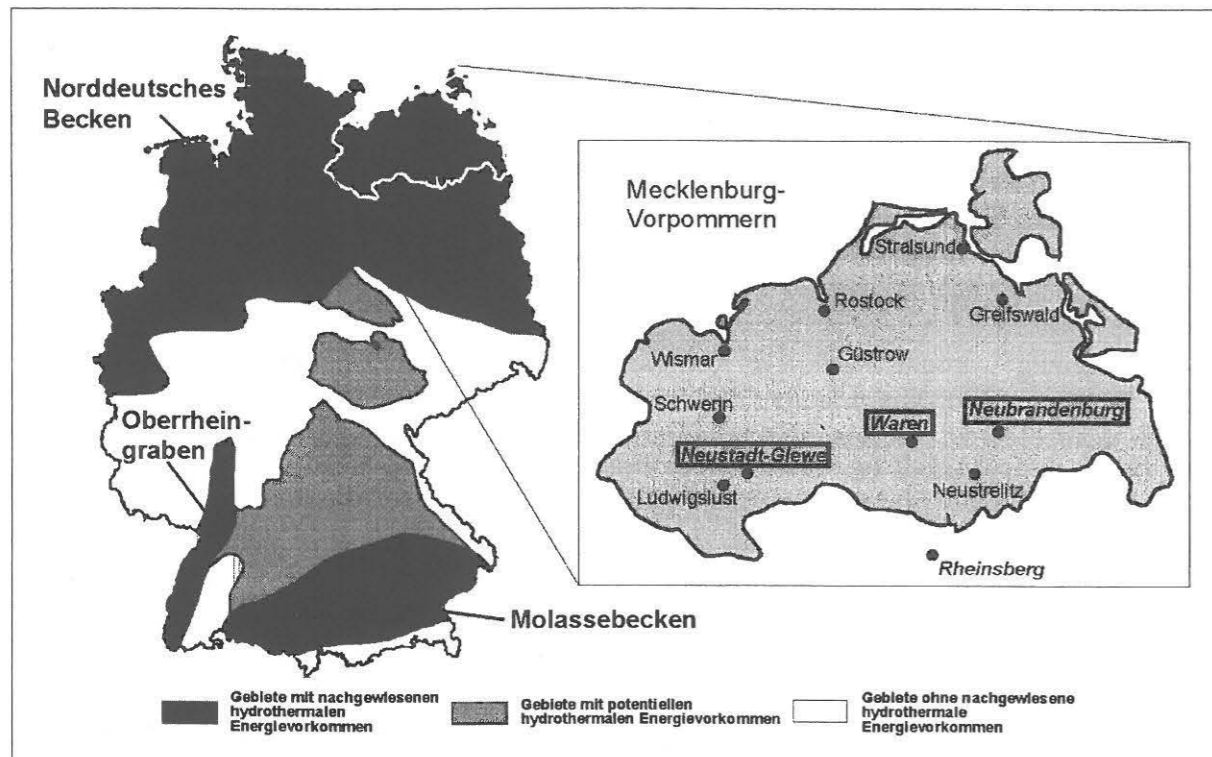 Norddeutsches
Becken
Mecklenburg-
Vorpommern
Stralsund
Rostock
Greifswald
Wismar
Güstrow
Schwerin
Waren
Neubrandenburg
Neustadt-Glewe
Ludwigslust
Neustrelitz
Rheinsberg
Oberrhein-
graben
Molassebecken
Gebiete mit nachgewiesenen
hydrothermalen
Energievorkommen
Gebiete mit potentiellen
hydrothermalen Energievorkommen
Gebiete ohne nachgewiesene
hydrothermale
Energievorkommen